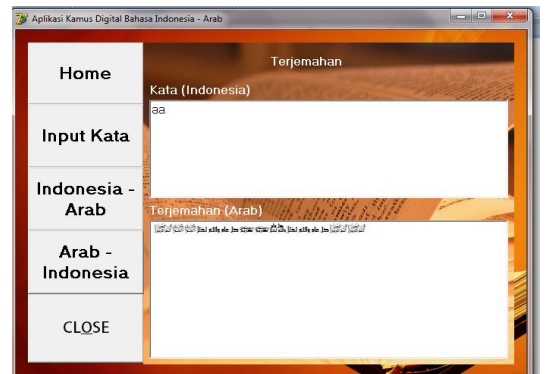 Aplikasi Kamus Digital Bahasa Indonesia - Arab
Home
Input Kata
Indonesia -
Arab
Arab -
Indonesia
CLOSE
Terjemahan
Kata (Indonesia)
aa
Terjemahan (Arab)